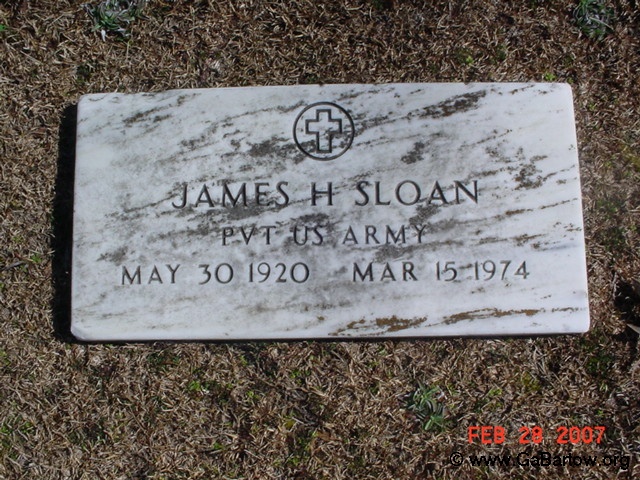 JAMES H SLOAN
PVT US ARMY
MAY 30 1920 MAR 15 1974
FEB 28 2007
© www.GaBartow.org